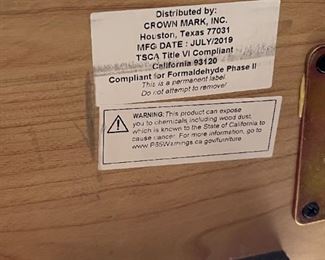 Distributed by:
CROWN MARK, INC.
Houston, Texas 77031
MFG DATE : JULY/2019
TSCA Title VI Compliant
California 93120
Compliant for Formaldehyde Phase II
This is a permanent label.
Do not attempt to remove!
WARNING: This product can expose
you to chemicals including wood dust,
which is known to the State of California to
cause cancer. For more information, go to
www.P65Warnings.ca.gov/furniture